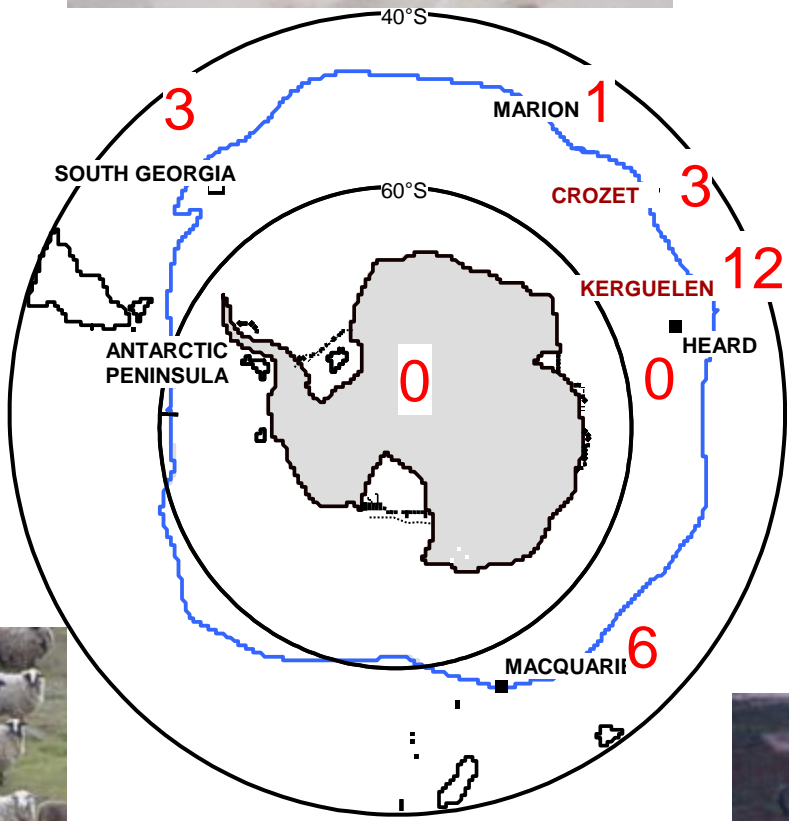 40°S
3
MARION 1
SOUTH GEORGIA
60°S
CROZET 3
12
KERGUELEN
HEARD
ANTARCTIC
PENINSULA
0
0
MACQUARIE 6